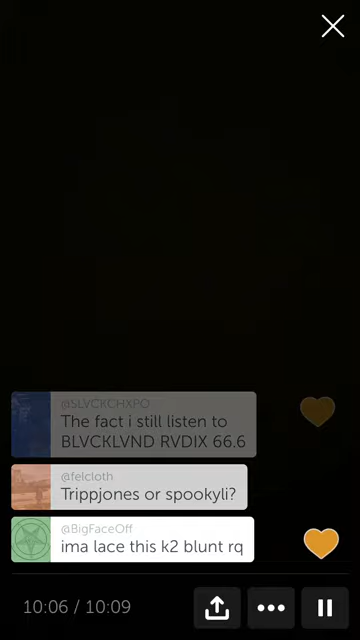 @SLVCKCHXPO
The fact i still listen to
BLVCKLVND RVDIX 66.6
@felcloth
Trippjones or spookyli?
@BigFaceOff
ima lace this k2 blunt rq
10:06 / 10:09